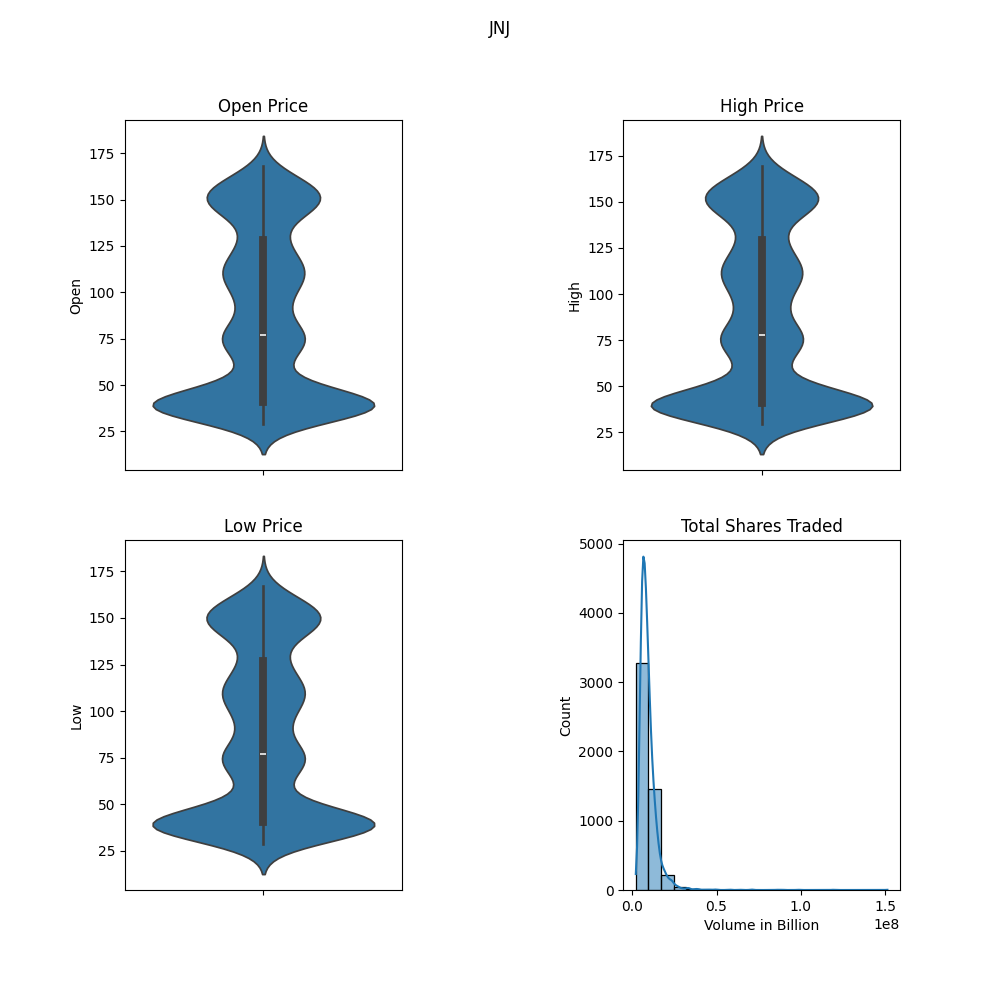 JNJ
Open Price
175
150
125
100
75
50
25
Open
High Price
175
150
125
100
75
50
25
High
Low Price
175
150
125
100
75
50
25
Low
Total Shares Traded
5000
4000
3000
2000
1000
0
Count
0.0 0.5 1.0 1.5
1e8
Volume in Billion